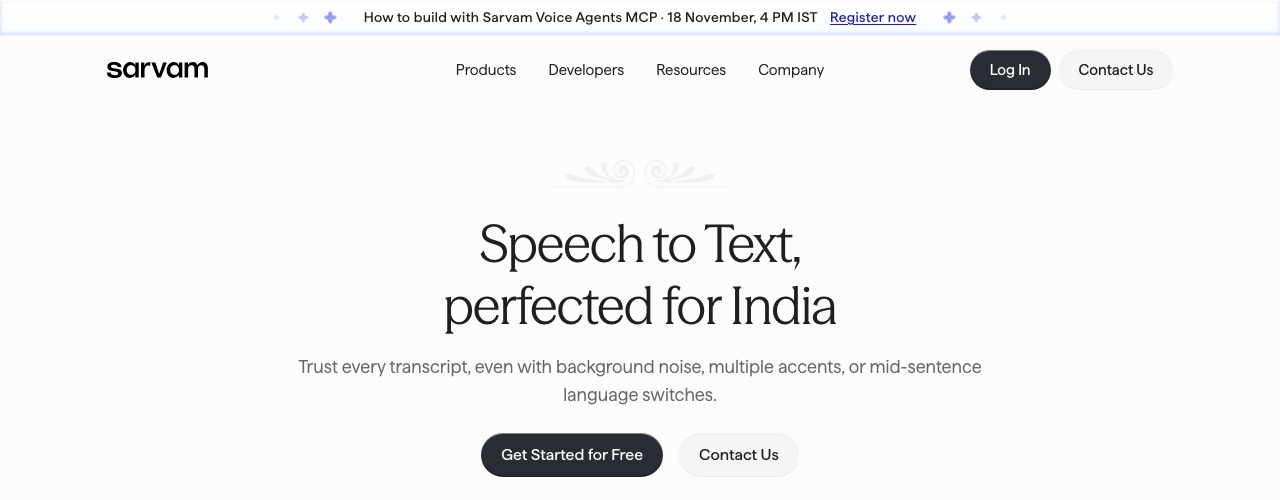 How to build with Sarvam Voice Agents MCP · 18 November, 4 PM IST Register now
sarvam Products Developers Resources Company Log In Contact Us
Speech to Text,
perfected for India
Trust every transcript, even with background noise, multiple accents, or mid-sentence
language switches.
Get Started for Free Contact Us